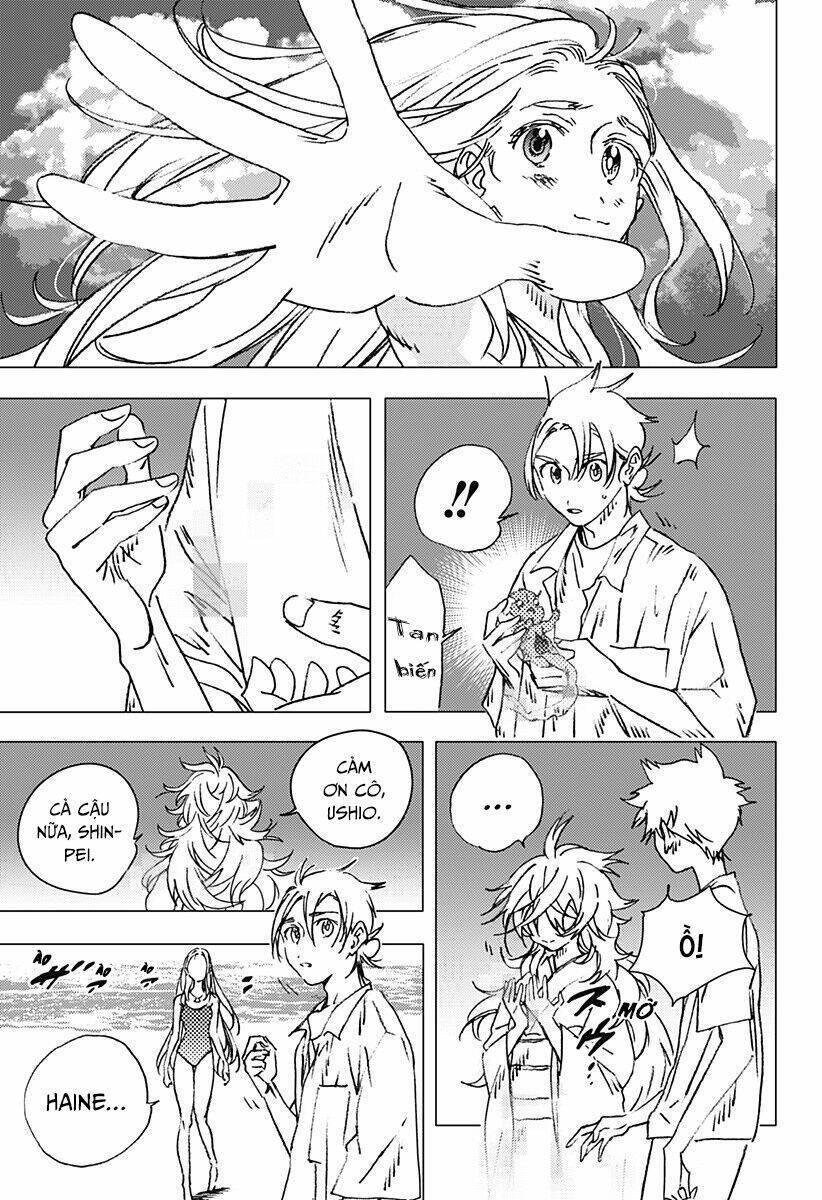 !!
Tan
biến
...
Ồ!
MỜ
CẢM
ƠN CÔ,
USHIO.
CẢ CẬU
NỮA, SHIN-
PEI.
ÀO
ÀO
ÀO
HAINE...